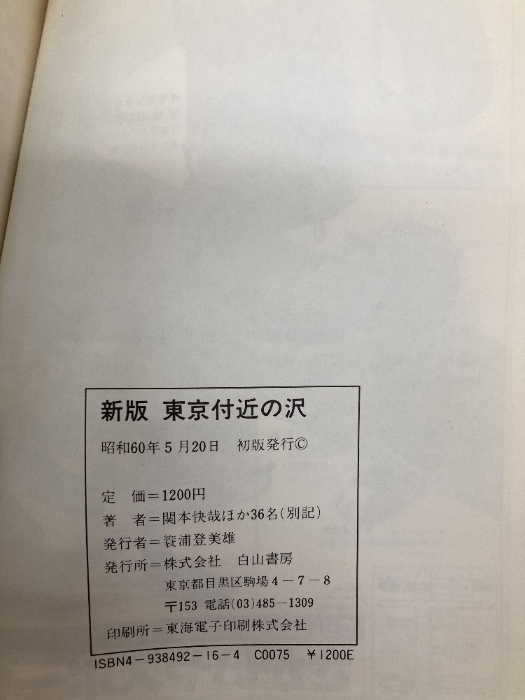 新版 東京付近の沢
昭和60年5月20日 初版発行©
定 価=1200円
著 者=関本快哉ほか36名(別記)
発行者=簑浦登美雄
発行所=株式会社 白山書房
東京都目黒区駒場4-7-8
〒153 電話(03)485-1309
印刷所=東海電子印刷株式会社
ISBN4-938492-16-4 C0075 ¥1200E